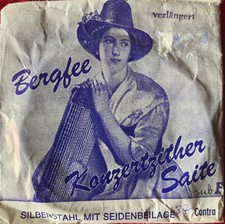 verlängert
Bergfee
Konzertzither
Saite
SILBERSTAHL MIT SEIDENBEILAGE
Contra